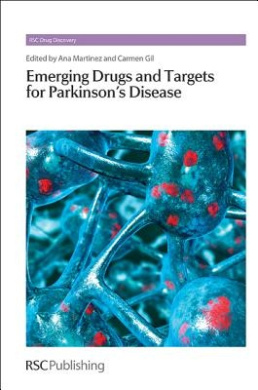 RSC Drug Discovery
Edited by Ana Martinez and Carmen Gil
Emerging Drugs and Targets
for Parkinson's Disease
RSCPublishing